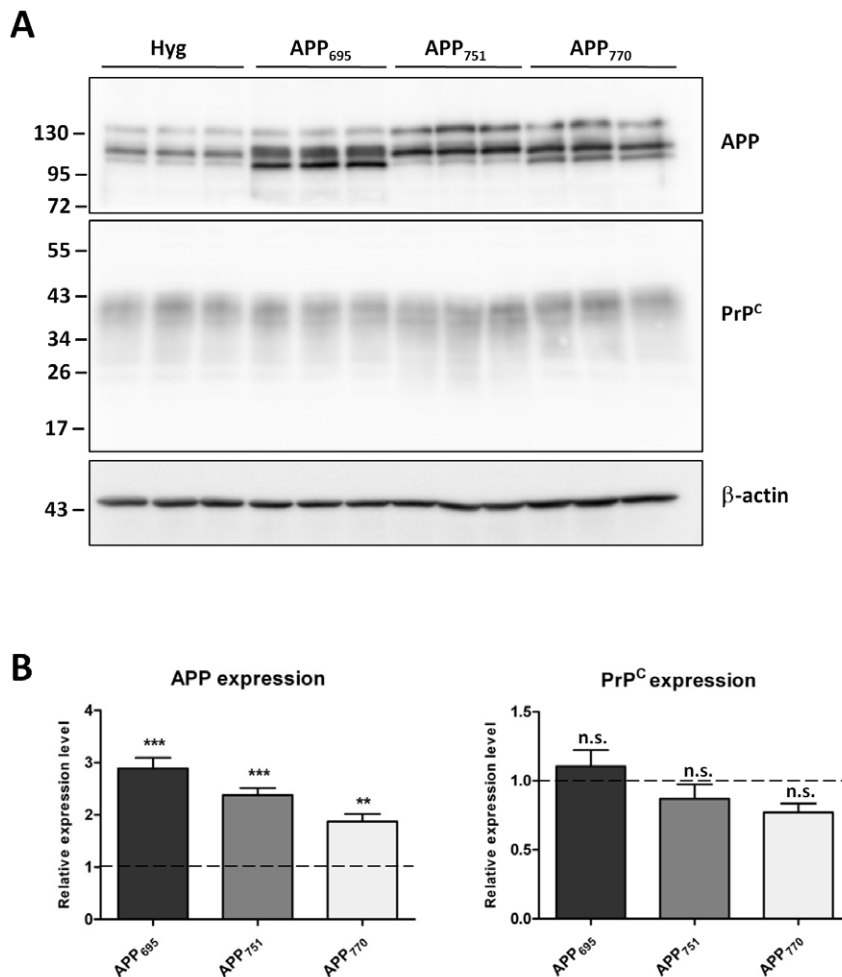 A
Hyg APP695 APP751 APP770
130
95
72
APP
55
43
34
26
17
PrPC
43
β-actin
B
APP expression
Relative expression level
4
3
2
1
0
*** *** **
APP695 APP751 APP770
PrPC expression
Relative expression level
1.5
1.0
0.5
0.0
n.s. n.s. n.s.
APP695 APP751 APP770